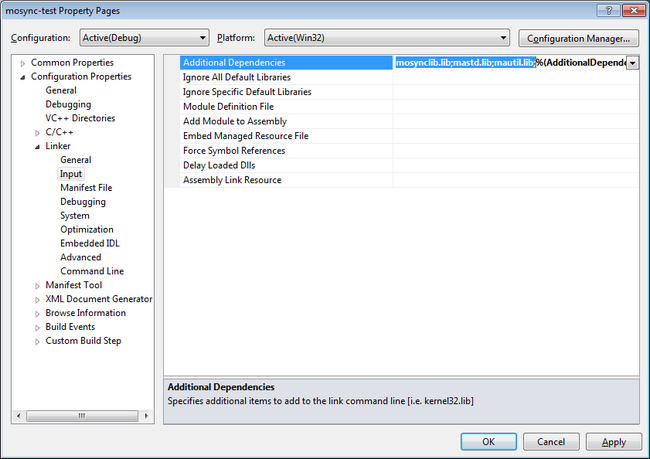 mosync-test Property Pages
Configuration: Active(Debug) Platform: Active(Win32) Configuration Manager...
Common Properties
Configuration Properties
General
Debugging
VC++ Directories
C/C++
Linker
General
Input
Manifest File
Debugging
System
Optimization
Embedded IDL
Advanced
Command Line
Manifest Tool
XML Document Generator
Browse Information
Build Events
Custom Build Step
Additional Dependencies mosynclib.lib;mastd.lib;mautil.lib;%(AdditionalDepende
Ignore All Default Libraries
Ignore Specific Default Libraries
Module Definition File
Add Module to Assembly
Embed Managed Resource File
Force Symbol References
Delay Loaded Dlls
Assembly Link Resource
Additional Dependencies
Specifies additional items to add to the link command line [i.e. kernel32.lib]
OK Cancel Apply